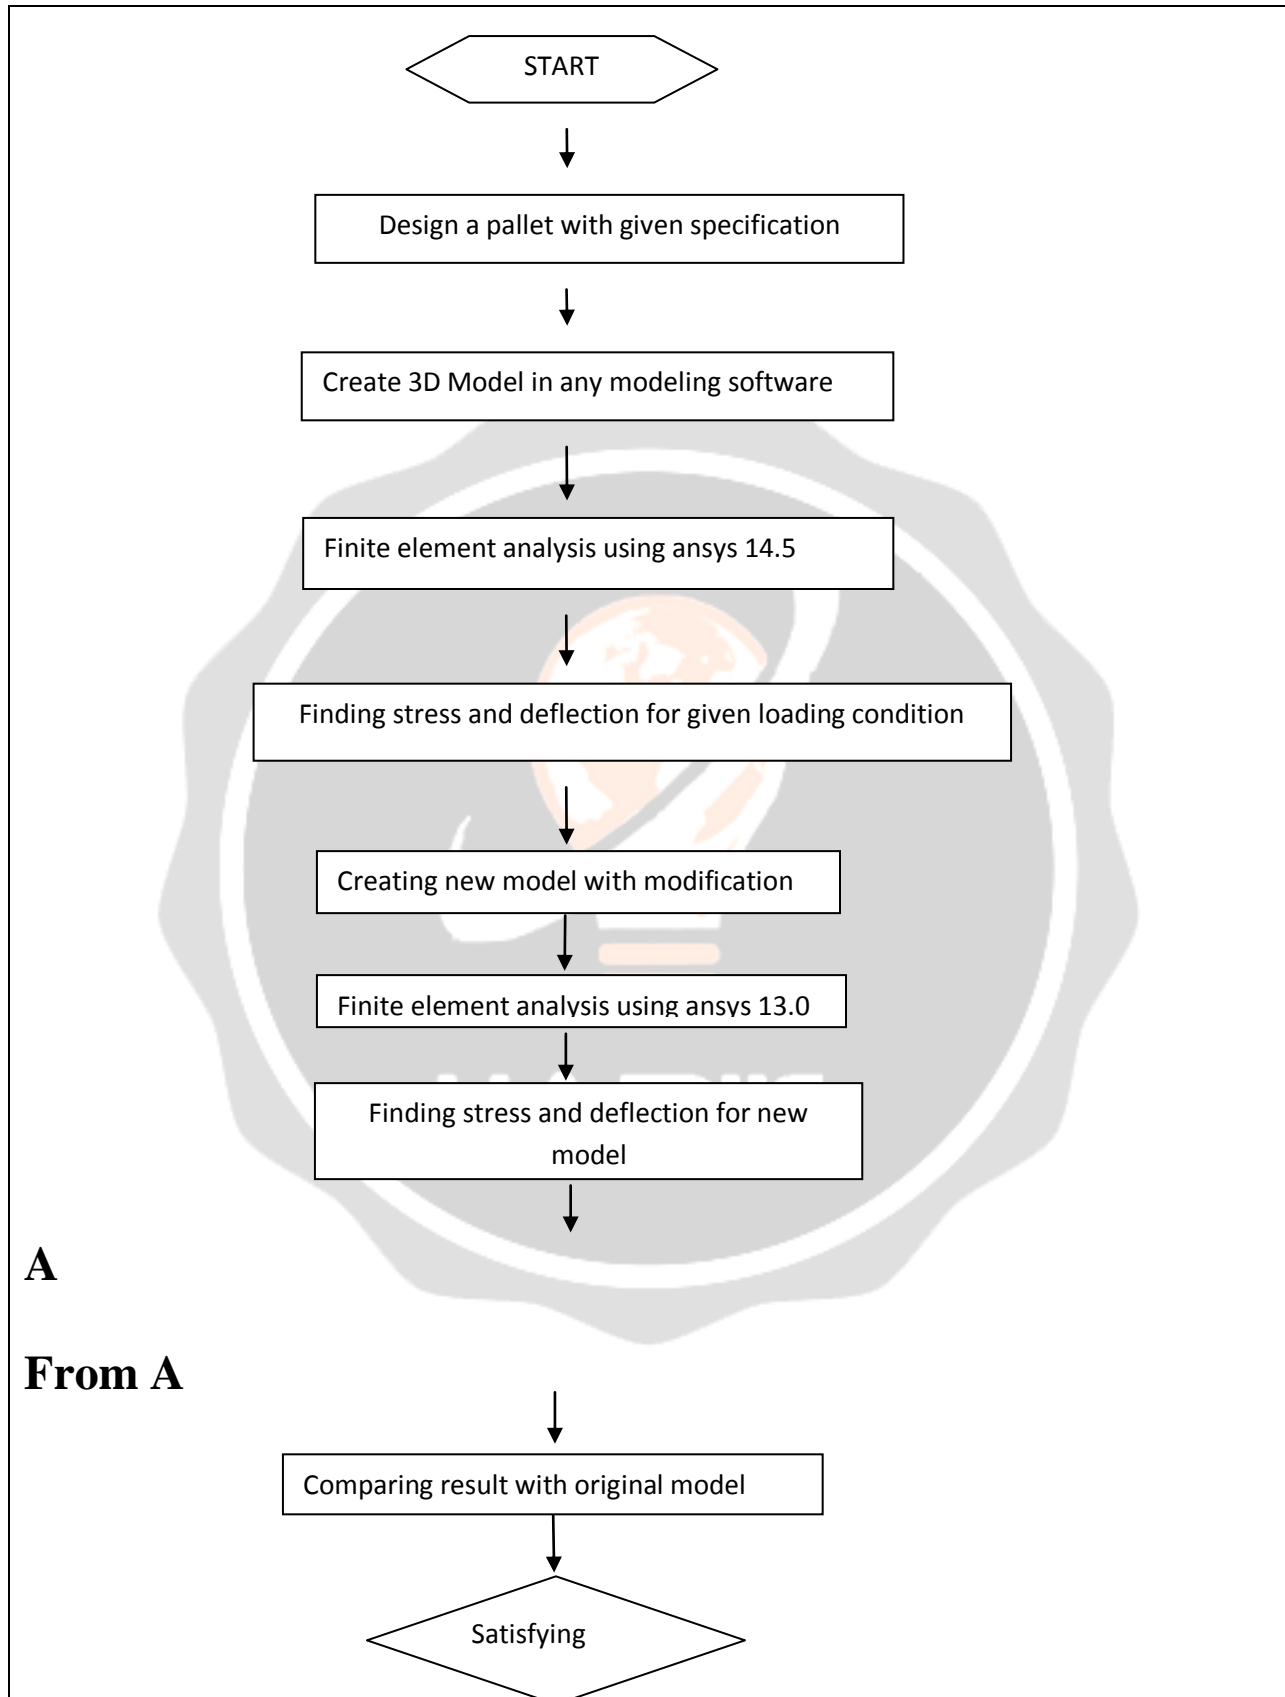 START
Design a pallet with given specification
Create 3D Model in any modeling software
Finite element analysis using ansys 14.5
Finding stress and deflection for given loading condition
Creating new model with modification
Finite element analysis using ansys 13.0
Finding stress and deflection for new
model
A
From A
Comparing result with original model
Satisfying